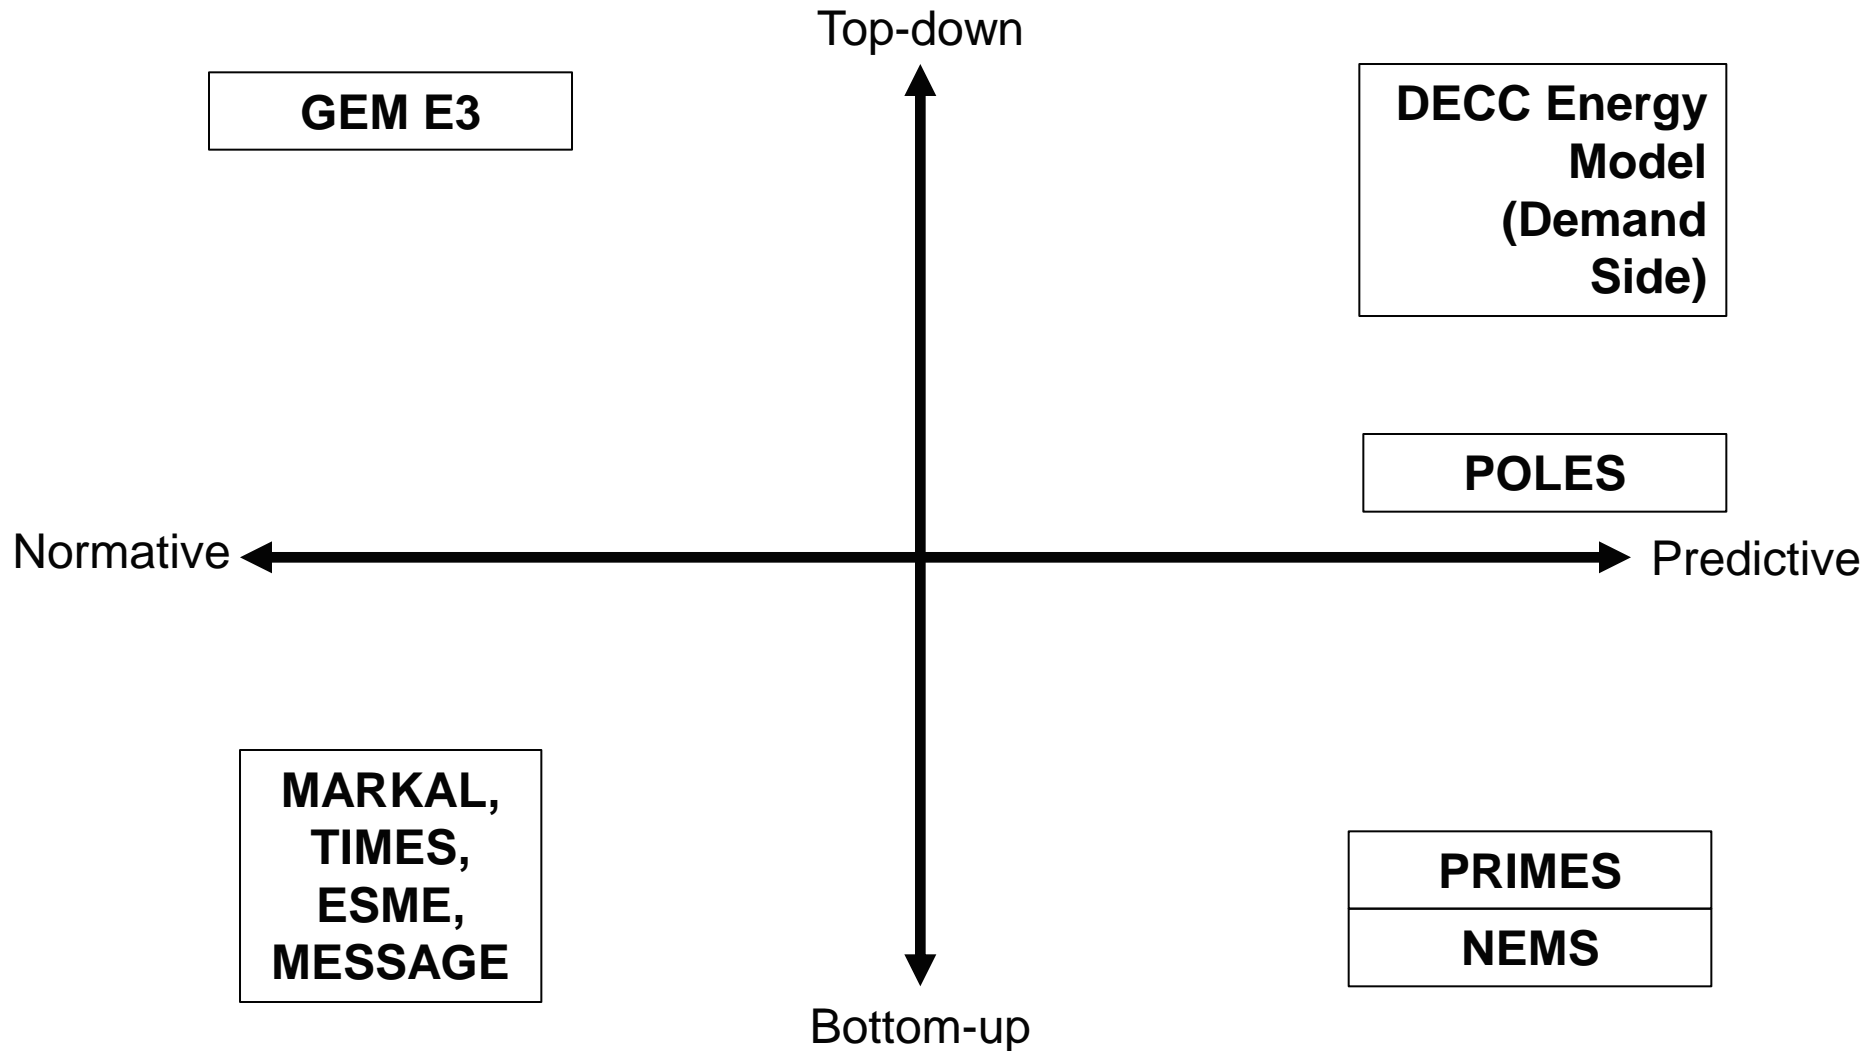 Top-down
GEM E3
DECC Energy
Model
(Demand
Side)
POLES
Normative
Predictive
MARKAL,
TIMES,
ESME,
MESSAGE
PRIMES
NEMS
Bottom-up